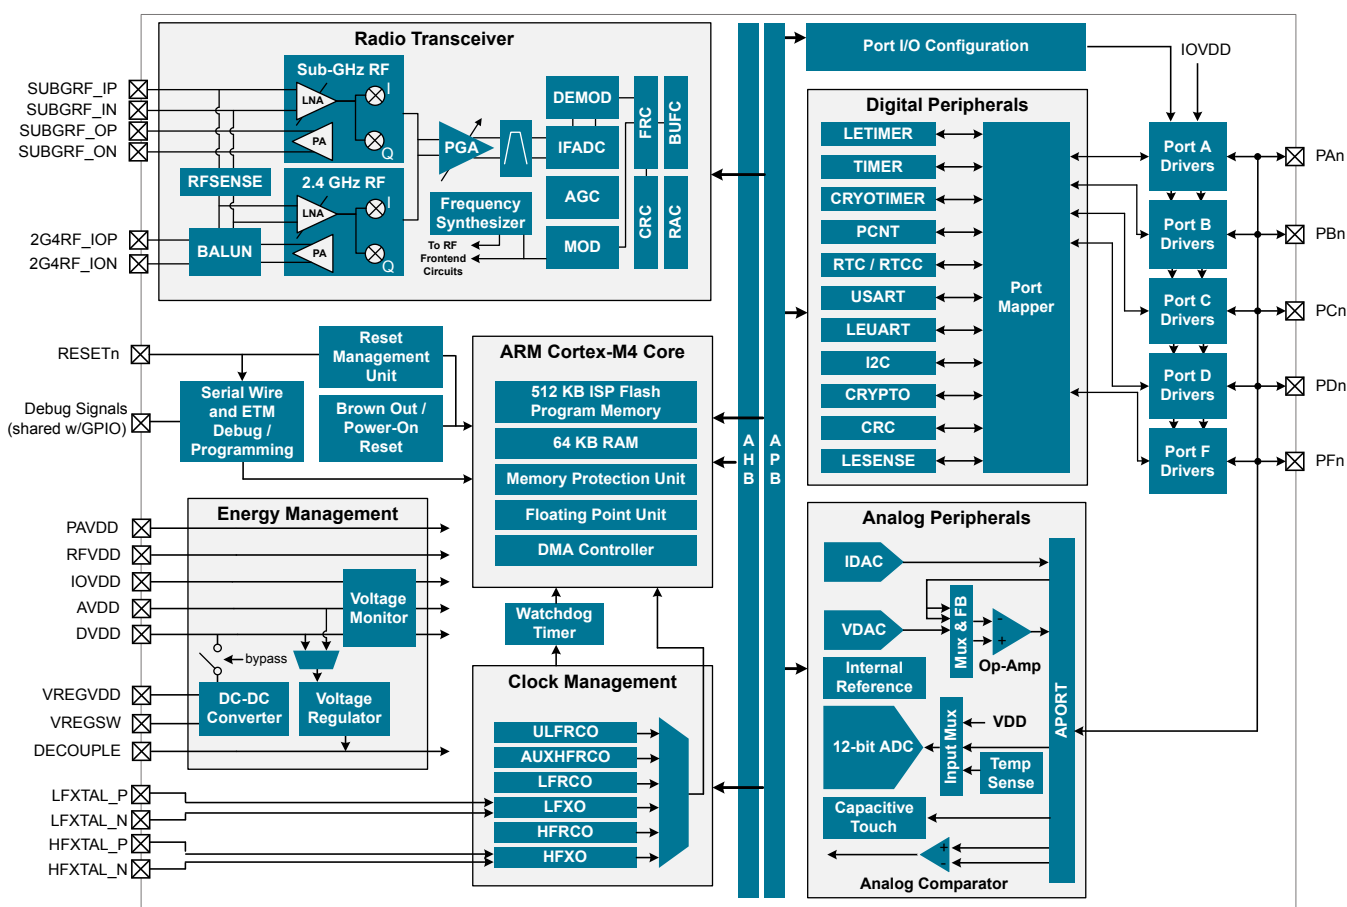 Radio Transceiver
SUBGRF_IP
SUBGRF_IN
SUBGRF_OP
SUBGRF_ON
2G4RF_IOP
2G4RF_ION
Sub-GHz RF
LNA
I
PA
Q
RFSENSE
2.4 GHz RF
LNA
I
PA
Q
BALUN
PGA
Frequency
Synthesizer
To RF
Frontend
Circuits
DEMOD
IFADC
AGC
MOD
FRC
BUFC
CRC
RAC
RESETn
Debug Signals
(shared w/GPIO)
Reset
Management
Unit
Serial Wire
and ETM
Debug /
Programming
Brown Out /
Power-On
Reset
ARM Cortex-M4 Core
512 KB ISP Flash
Program Memory
64 KB RAM
Memory Protection Unit
Floating Point Unit
DMA Controller
Watchdog
Timer
Energy Management
PAVDD
RFVDD
IOVDD
AVDD
DVDD
VREGVDD
VREGSW
DECOUPLE
Voltage
Monitor
bypass
DC-DC
Converter
Voltage
Regulator
Clock Management
LFXTAL_P
LFXTAL_N
HFXTAL_P
HFXTAL_N
ULFRCO
AUXHFRCO
LFRCO
LFXO
HFRCO
HFXO
AHB
APB
Port I/O Configuration
IOVDD
Digital Peripherals
LETIMER
TIMER
CRYOTIMER
PCNT
RTC / RTCC
USART
LEUART
I2C
CRYPTO
CRC
LESENSE
Port
Mapper
Port A
Drivers
Port B
Drivers
Port C
Drivers
Port D
Drivers
Port F
Drivers
PAn
PBn
PCn
PDn
PFn
Analog Peripherals
IDAC
VDAC
Mux & FB
-
+
Op-Amp
Internal
Reference
12-bit ADC
Input Mux
VDD
Temp
Sense
Capacitive
Touch
+
-
Analog Comparator
APORT